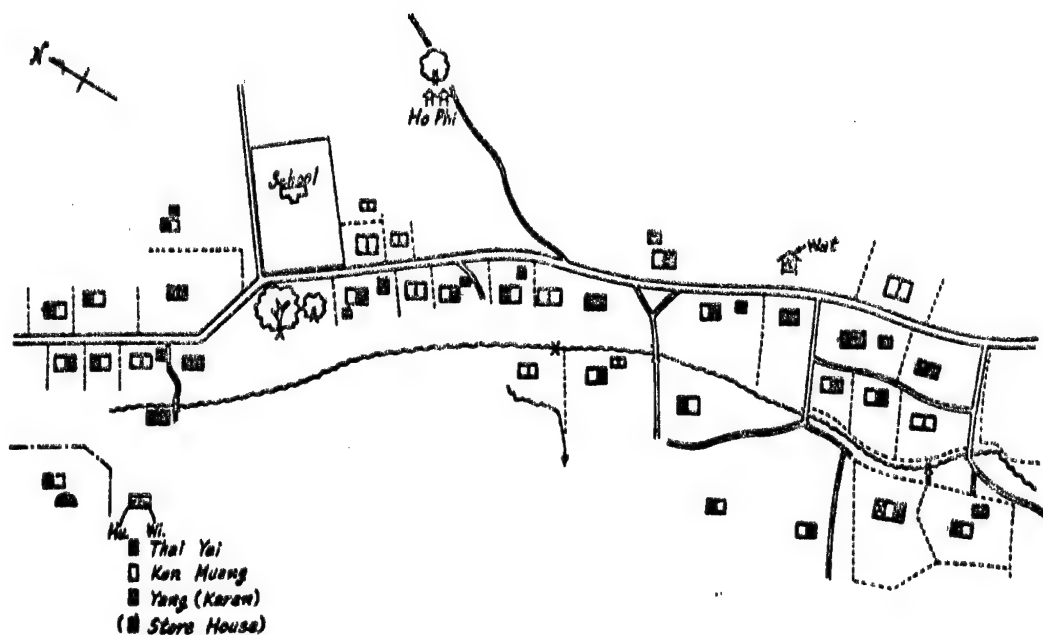 N
Ho Phi
School
Wat
Hu. Wi.
Thai Yai
Kon Muang
Yang (Karen)
(Store House)